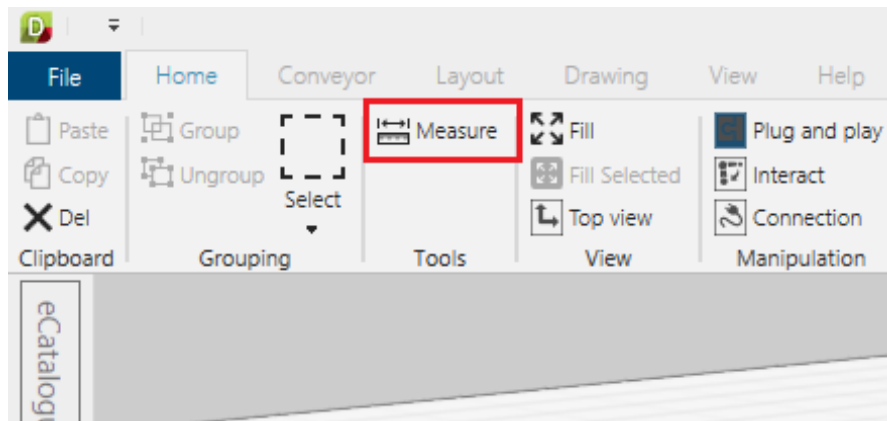 D
File Home Conveyor Layout Drawing View Help
Paste Group Measure Fill Plug and play
Copy Ungroup Select Fill Selected Interact
Del Top view Connection
Clipboard Grouping Tools View Manipulation
eCatalogu